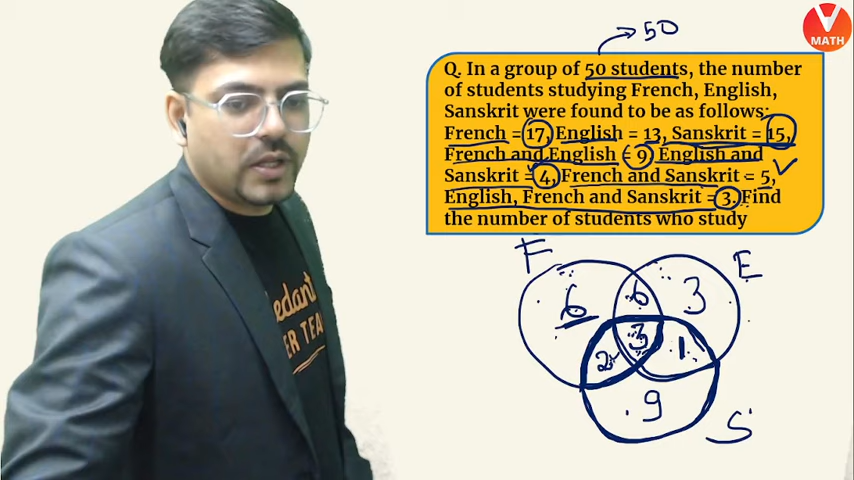 50
V
MATH
Q. In a group of 50 students, the number
of students studying French, English,
Sanskrit were found to be as follows:
French = 17, English = 13, Sanskrit = 15,
French and English = 9 English and
Sanskrit = 4, French and Sanskrit = 5,
English, French and Sanskrit = 3. Find
the number of students who study
F
E
6
6
3
3
2
1
9
S
edant
ER TEA